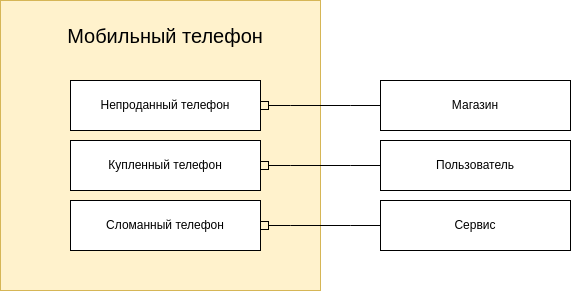 Мобильный телефон
Непроданный телефон
Магазин
Купленный телефон
Пользователь
Сломанный телефон
Сервис